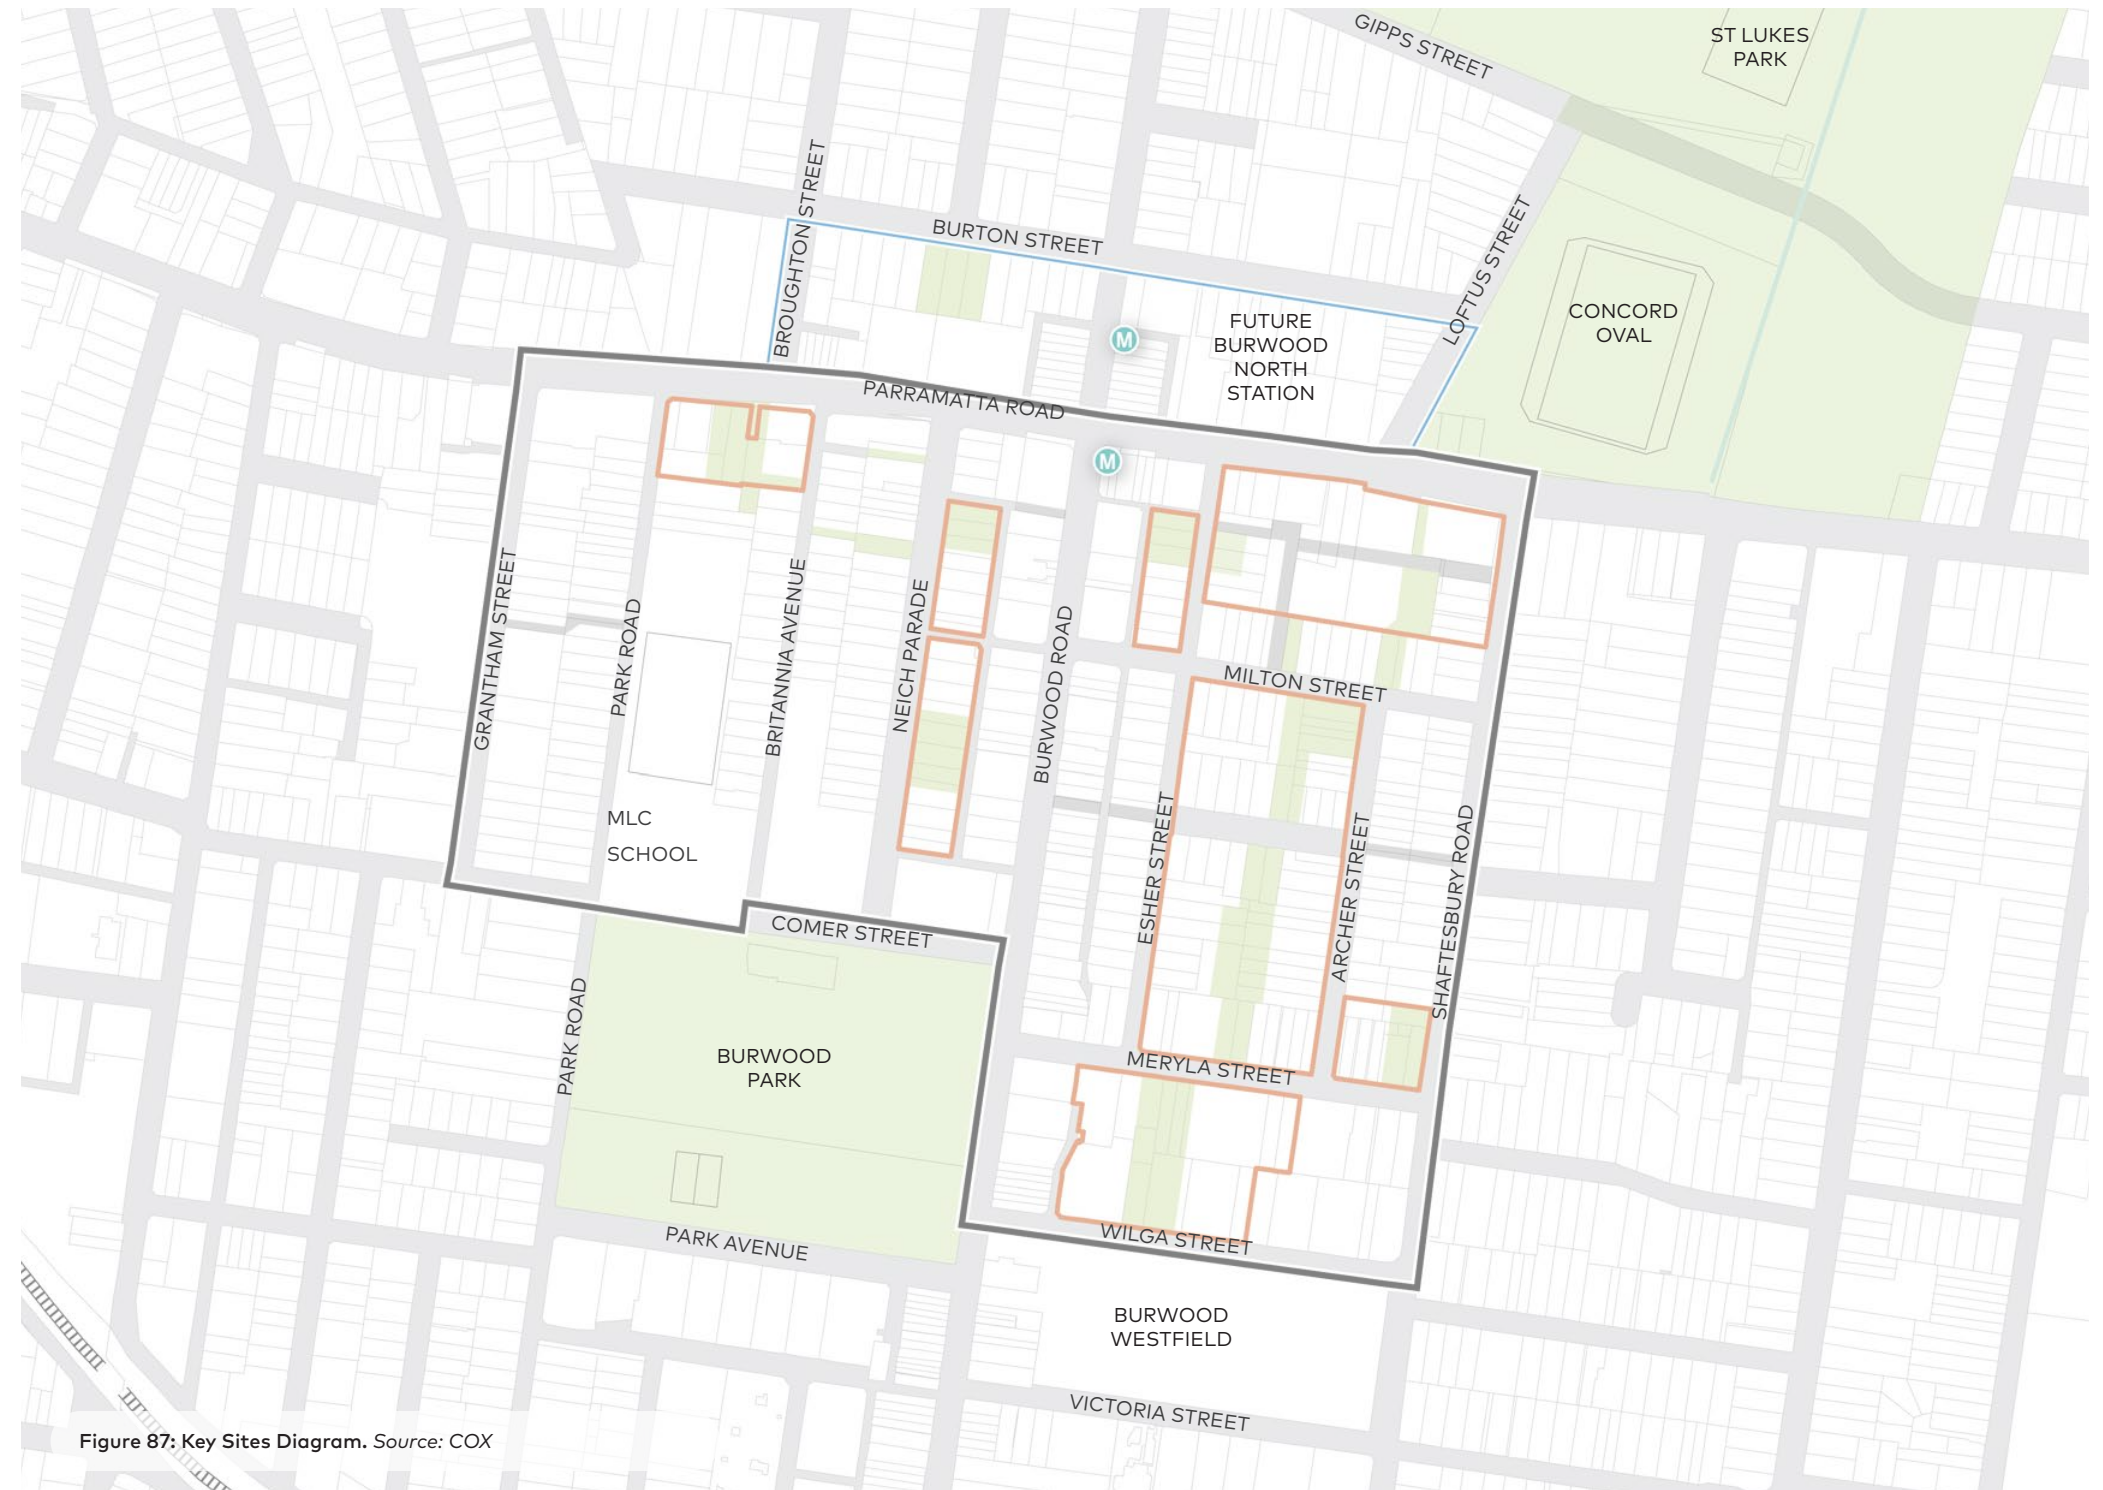 GIPPS STREET
ST LUKES
PARK
BROUGHTON STREET
BURTON STREET
LOFTUS STREET
M
FUTURE
BURWOOD
NORTH
STATION
CONCORD
OVAL
PARRAMATTA ROAD
M
GRANTHAM STREET
PARK ROAD
BRITANNIA AVENUE
NEICH PARADE
BURWOOD ROAD
MILTON STREET
MLC
SCHOOL
ESHER STREET
ARCHER STREET
SHAFTESBURY ROAD
COMER STREET
PARK ROAD
BURWOOD
PARK
MERYLA STREET
PARK AVENUE
WILGA STREET
BURWOOD
WESTFIELD
VICTORIA STREET
Figure 87: Key Sites Diagram. Source: COX